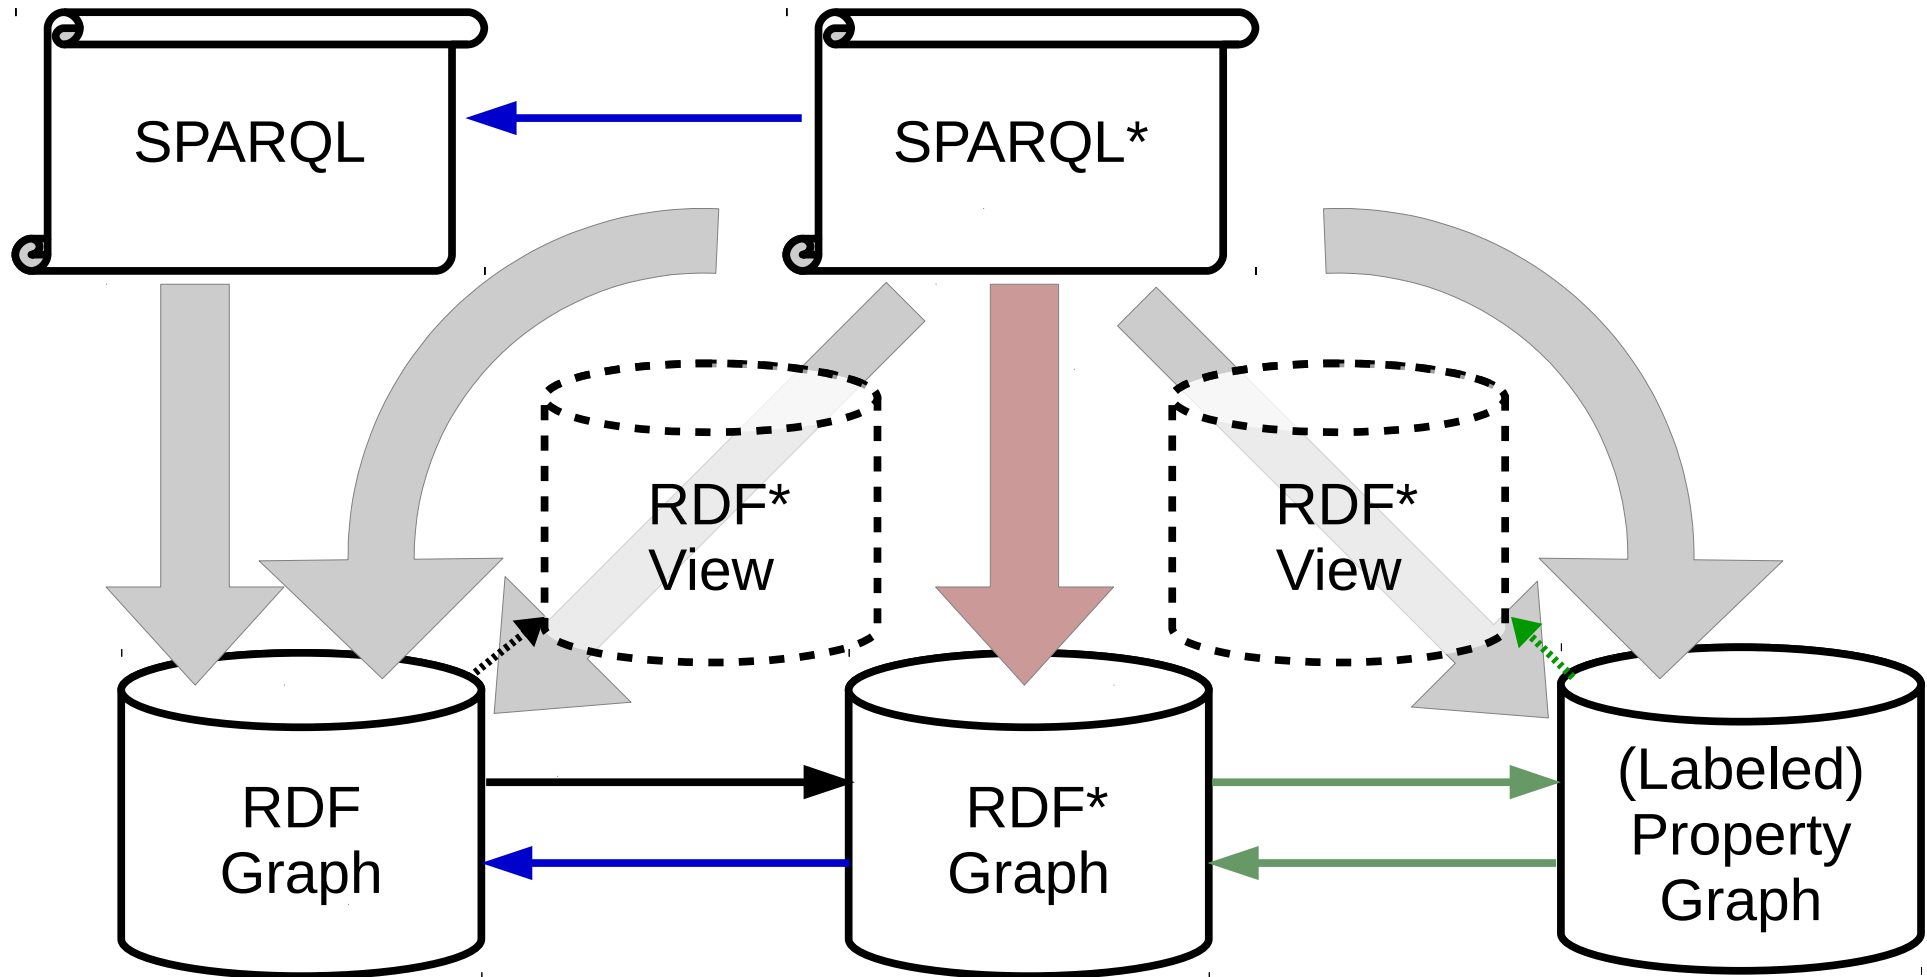 SPARQL
SPARQL*
RDF*
View
RDF*
View
RDF
Graph
RDF*
Graph
(Labeled)
Property
Graph